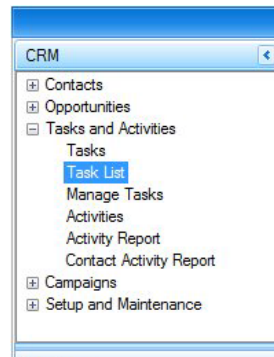 CRM
Contacts
Opportunities
Tasks and Activities
Tasks
Task List
Manage Tasks
Activities
Activity Report
Contact Activity Report
Campaigns
Setup and Maintenance